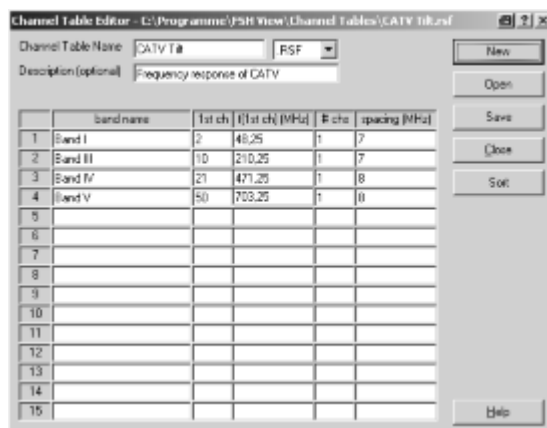 Channel Table Editor - C:\Programme\FSH View\Channel Tables\CATV Tilt.rsf
Channel Table Name CATV Tilt RSF New
Description (optional) Frequency response of CATV Open
band name 1st ch f(1st ch) (MHz) # chs spacing (MHz) Save
1 Band I 2 48,25 1 7
2 Band III 10 210,25 1 7 Close
3 Band IV 21 471,25 1 8 Sort
4 Band V 50 703,25 1 8
5
6
7
8
9
10
11
12
13
14
15 Help